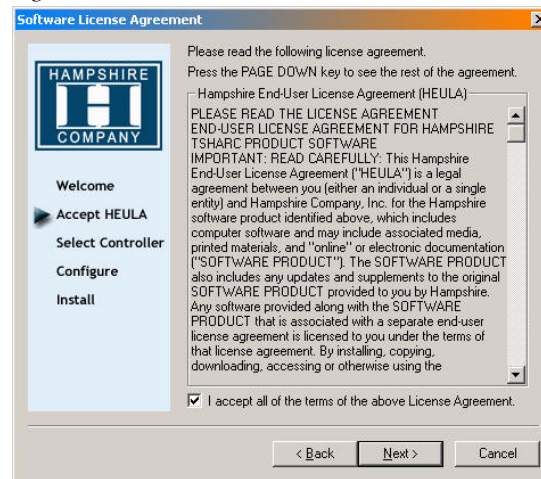 Software License Agreement
Please read the following license agreement.
Press the PAGE DOWN key to see the rest of the agreement.
HAMPSHIRE
COMPANY
Welcome
Accept HEULA
Select Controller
Configure
Install
Hampshire End-User License Agreement (HEULA)
PLEASE READ THE LICENSE AGREEMENT
END-USER LICENSE AGREEMENT FOR HAMPSHIRE
TSHARC PRODUCT SOFTWARE
IMPORTANT: READ CAREFULLY: This Hampshire
End-User License Agreement ("HEULA") is a legal
agreement between you (either an individual or a single
entity) and Hampshire Company, Inc. for the Hampshire
software product identified above, which includes
computer software and may include associated media,
printed materials, and "online" or electronic documentation
("SOFTWARE PRODUCT"). The SOFTWARE PRODUCT
also includes any updates and supplements to the original
SOFTWARE PRODUCT provided to you by Hampshire.
Any software provided along with the SOFTWARE
PRODUCT that is associated with a separate end-user
license agreement is licensed to you under the terms of
that license agreement. By installing, copying,
downloading, accessing or otherwise using the
I accept all of the terms of the above License Agreement.
< Back
Next >
Cancel